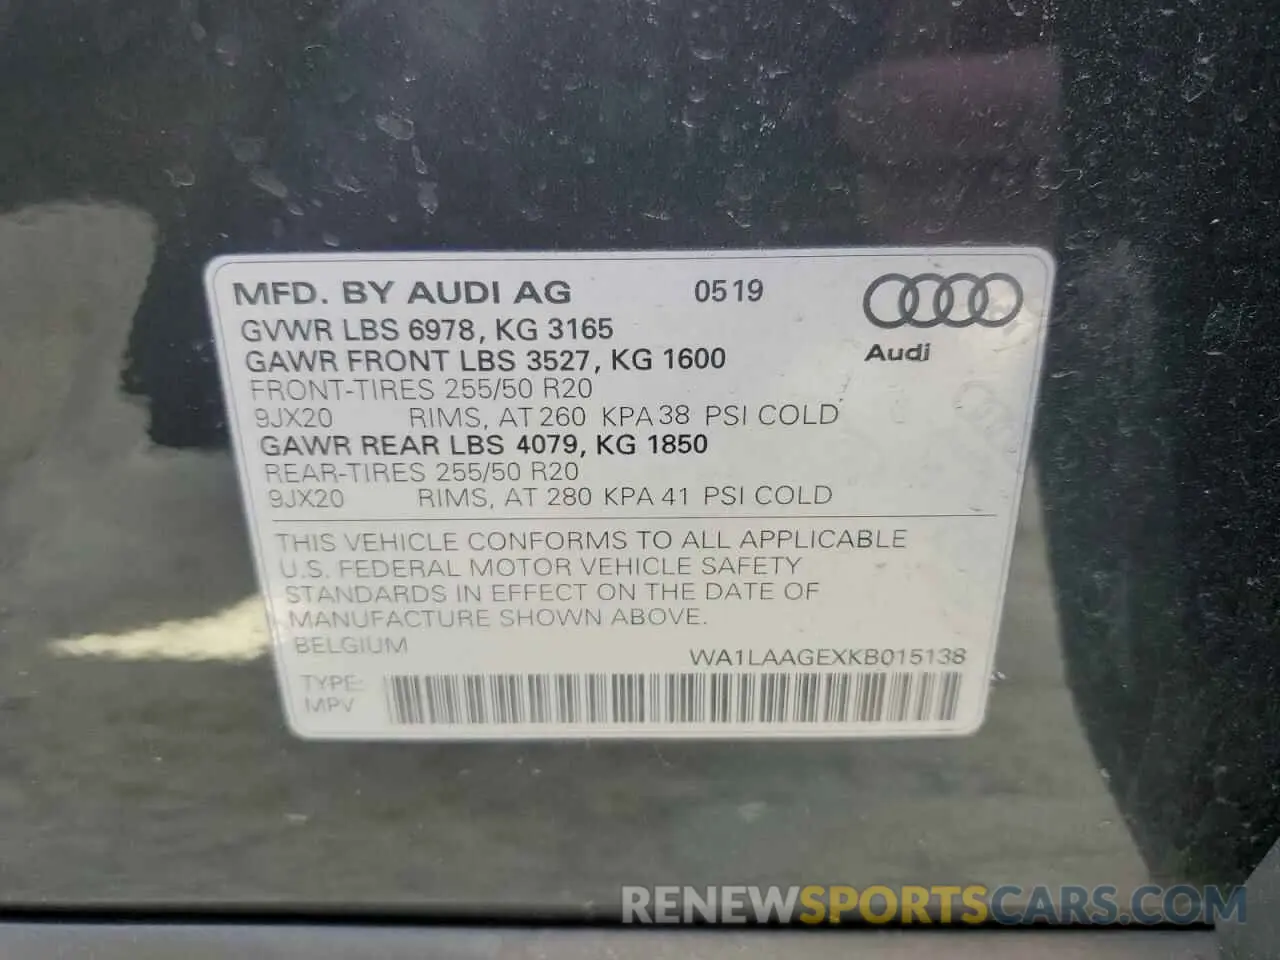 MFD. BY AUDI AG 0519
GVWR LBS 6978, KG 3165
GAWR FRONT LBS 3527, KG 1600
Audi
FRONT-TIRES 255/50 R20
9JX20 RIMS, AT 260 KPA 38 PSI COLD
GAWR REAR LBS 4079, KG 1850
REAR-TIRES 255/50 R20
9JX20 RIMS, AT 280 KPA 41 PSI COLD
THIS VEHICLE CONFORMS TO ALL APPLICABLE
U.S. FEDERAL MOTOR VEHICLE SAFETY
STANDARDS IN EFFECT ON THE DATE OF
MANUFACTURE SHOWN ABOVE.
BELGIUM
WA1LAAGEXKB015138
TYPE:
MPV
RENEWSPORTSCARS.COM